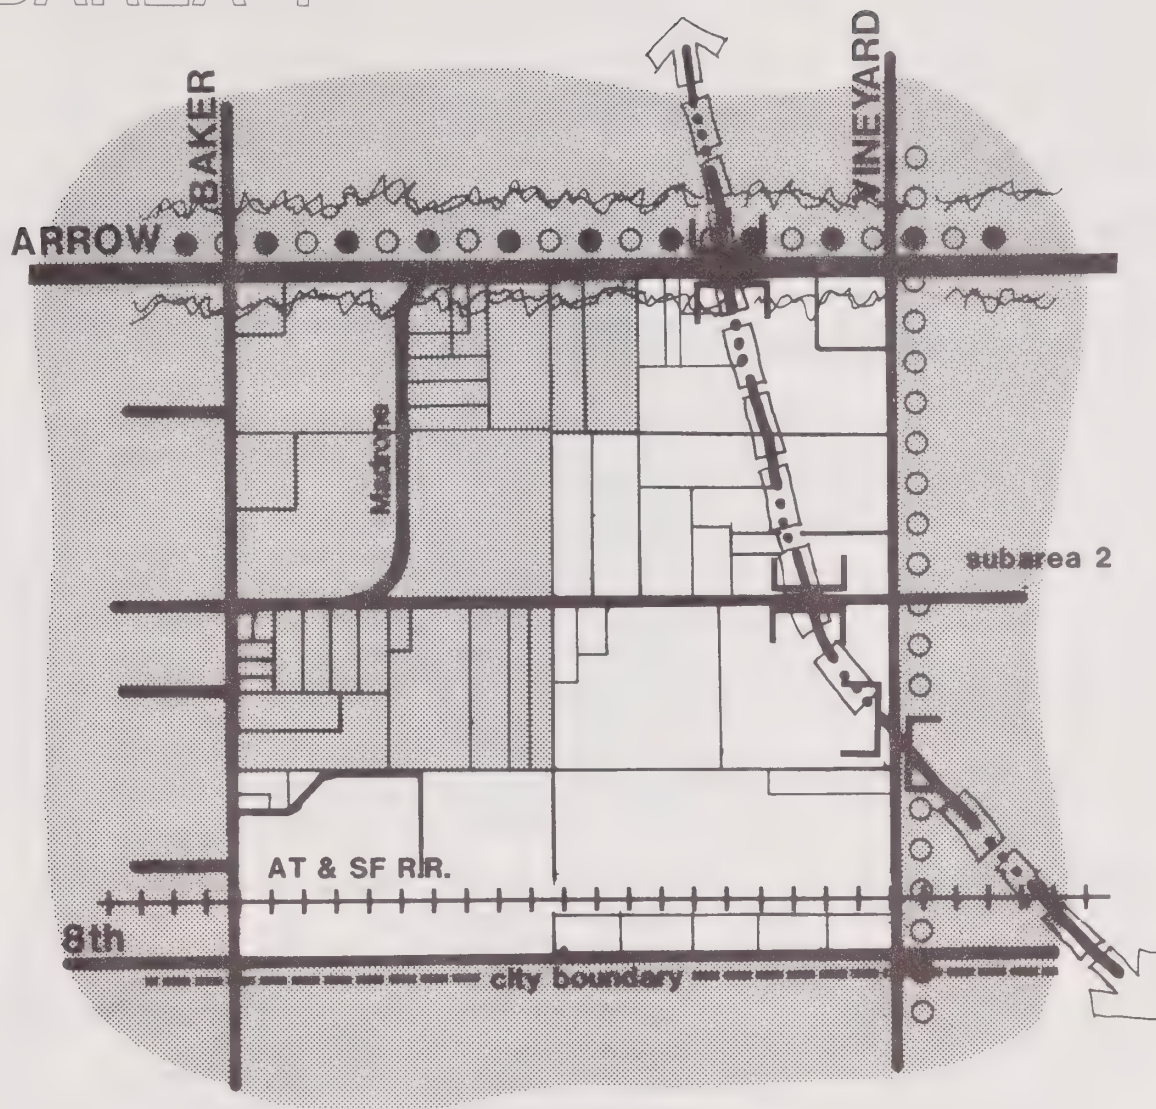 BAKER
VINEYARD
ARROW
Madrone
subarea 2
AT & SF R.R.
8th
city boundary